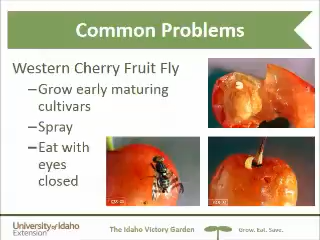 Common Problems
Western Cherry Fruit Fly
–Grow early maturing
cultivars
–Spray
–Eat with
eyes
closed
University of Idaho
Extension
The Idaho Victory Garden
Grow. Eat. Save.